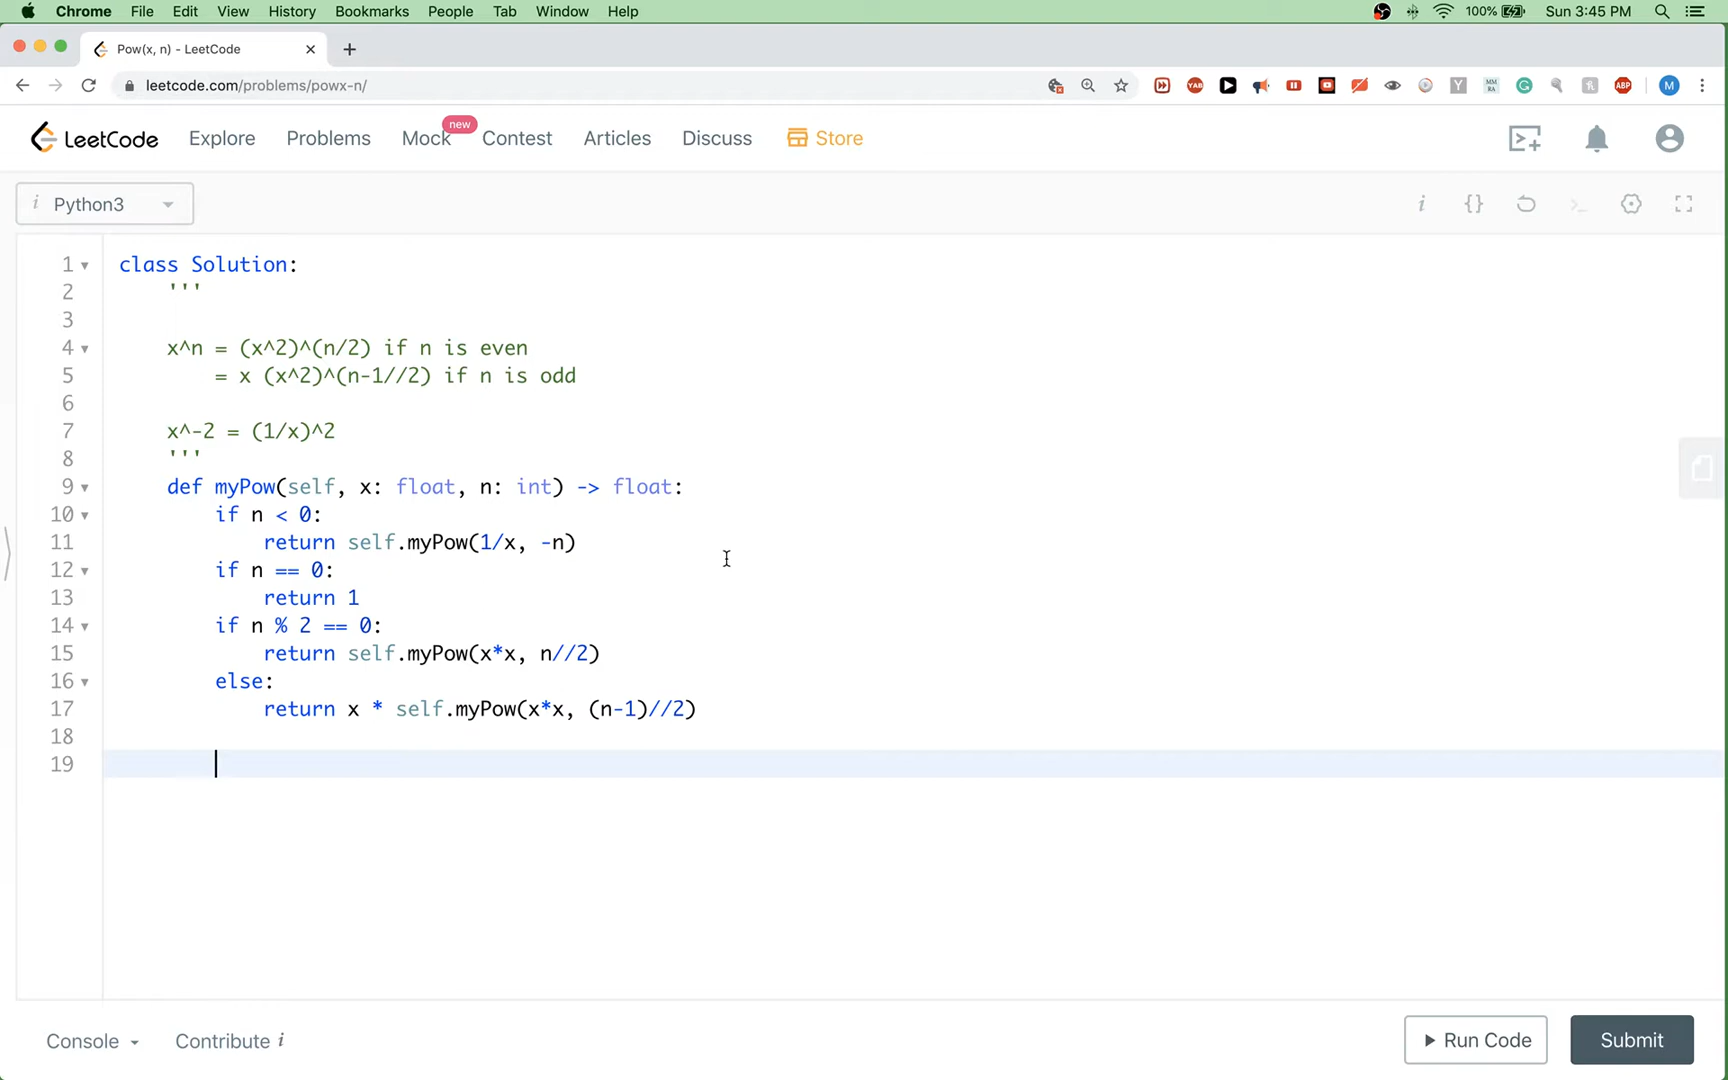 Chrome File Edit View History Bookmarks People Tab Window Help 100% Sun 3:45 PM
Pow(x, n) - LeetCode
leetcode.com/problems/powx-n/
YAB MM RA Y G h ABP M
LeetCode Explore Problems Mock new Contest Articles Discuss Store
i Python3 i {} >_
1 class Solution:
2 '''
3
4 x^n = (x^2)^(n/2) if n is even
5 = x (x^2)^(n-1//2) if n is odd
6
7 x^-2 = (1/x)^2
8 '''
9 def myPow(self, x: float, n: int) -> float:
10 if n < 0:
11 return self.myPow(1/x, -n)
12 if n == 0:
13 return 1
14 if n % 2 == 0:
15 return self.myPow(x*x, n//2)
16 else:
17 return x * self.myPow(x*x, (n-1)//2)
18
19
Console Contribute i Run Code Submit